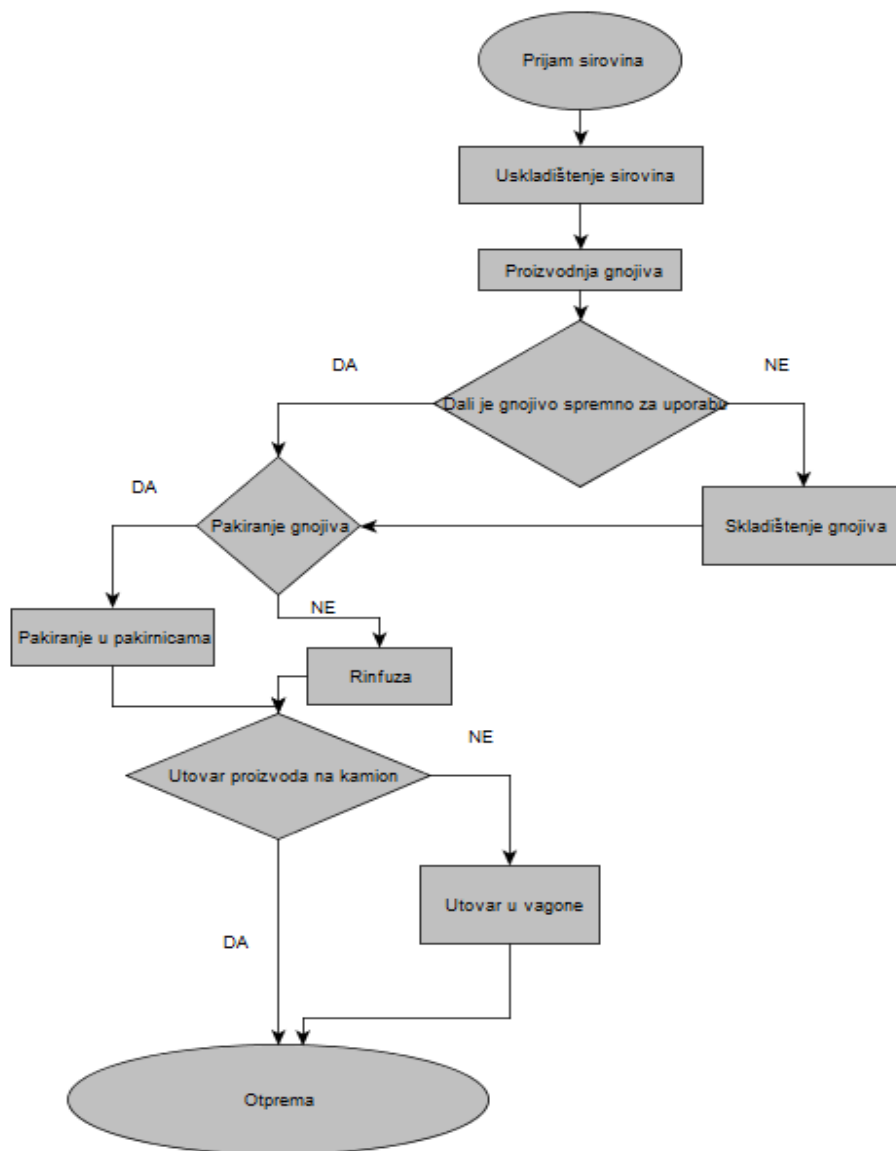 Prijam sirovina
Uskladištenje sirovina
Proizvodnja gnojiva
DA
NE
Dali je gnojivo spremno za uporabu
DA
Pakiranje gnojiva
Skladištenje gnojiva
NE
Pakiranje u pakirnicama
Rinfuza
NE
Utovar proizvoda na kamion
Utovar u vagone
DA
Otprema